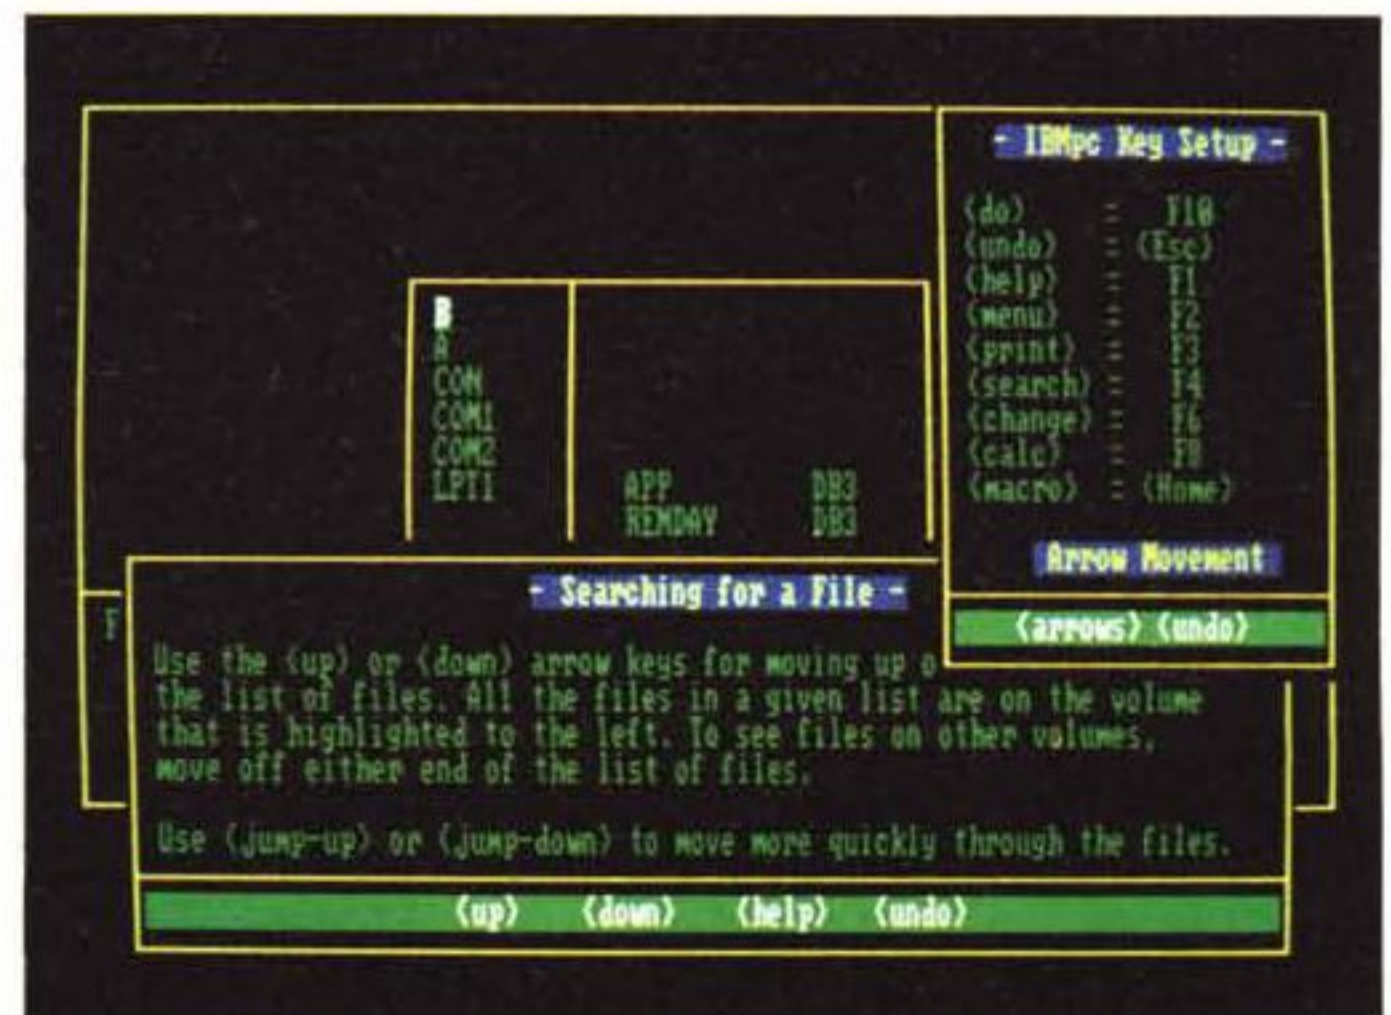 - IBMpc Key Setup -
(do) = F10
(undo) = (Esc)
(help) = F1
(menu) = F2
(print) = F3
(search) = F4
(change) = F6
(calc) = F8
(macro) = (Home)
Arrow Movement
(arrows) (undo)
B
A
CON
COM1
COM2
LPT1
APP DB3
REMDAY DB3
- Searching for a File -
Use the (up) or (down) arrow keys for moving up o
the list of files. All the files in a given list are on the volume
that is highlighted to the left. To see files on other volumes,
move off either end of the list of files.
Use (jump-up) or (jump-down) to move more quickly through the files.
(up) (down) (help) (undo)